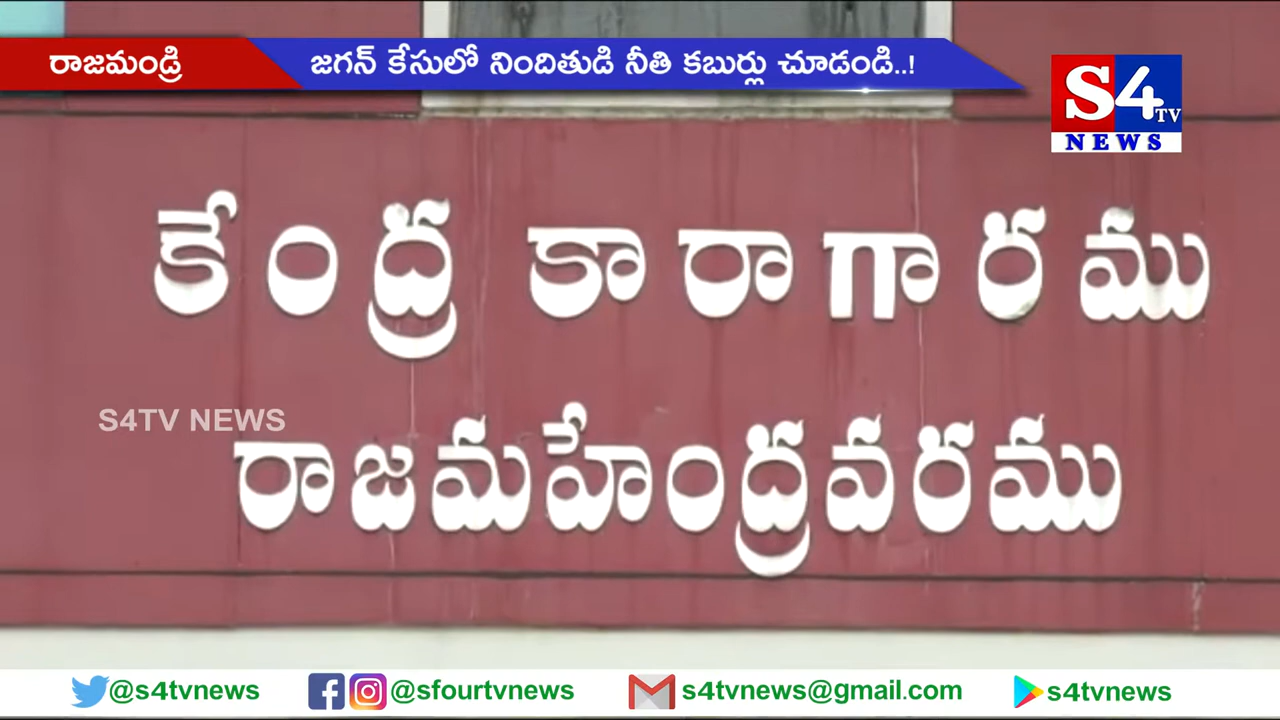 రాజమండ్రి
జగన్ కేసులో నిందితుడి నీతి కబుర్లు చూడండి..!
S4
TV
NEWS
కేంద్ర కారాగారము
S4TV NEWS
రాజమహేంద్రవరము
@s4tvnews
@sfourtvnews
s4tvnews@gmail.com
s4tvnews